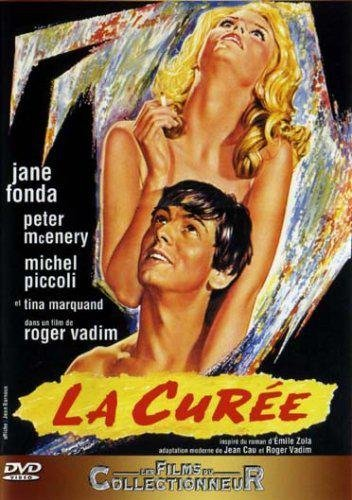 jane
fonda
peter
mcenery
michel
piccoli
et tina marquand
dans un film de
roger vadim
LA CURÉE
inspiré du roman d'Émile Zola
adaptation moderne de Jean Cau et Roger Vadim
DVD
VIDEO
LES FILMS DU
COLLECTIONNEUR